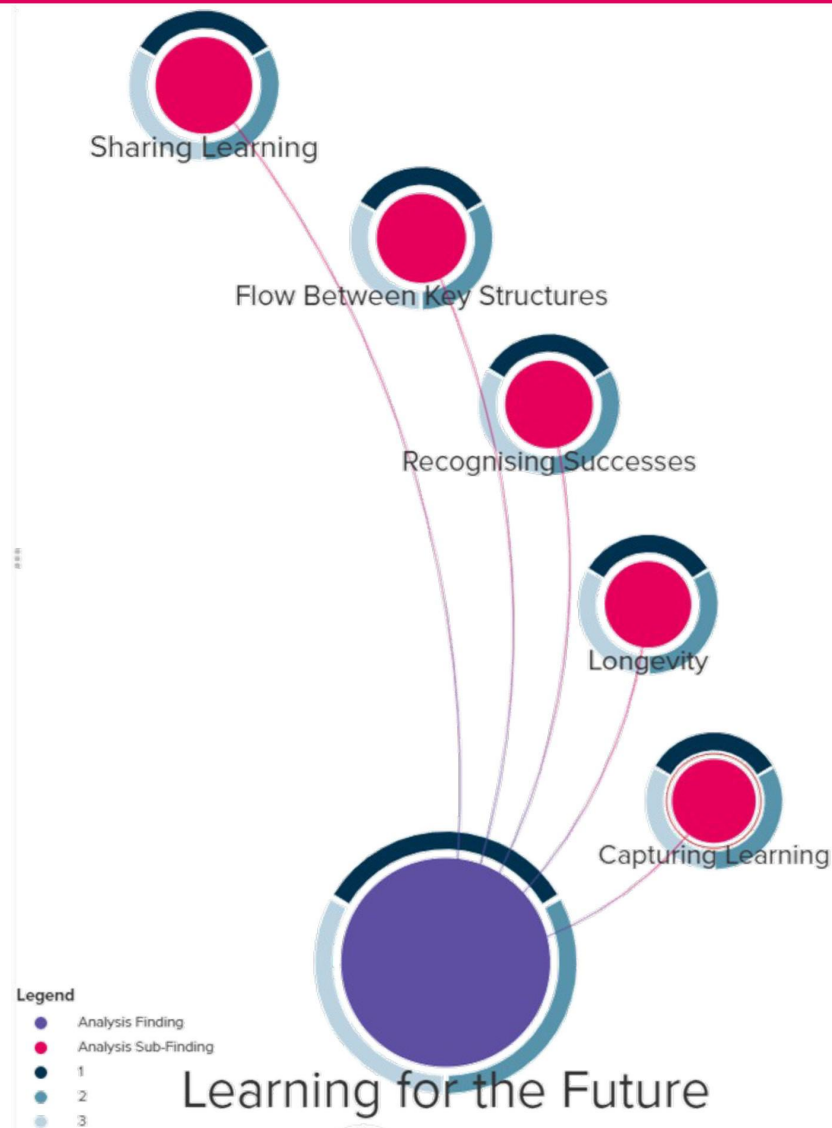 Sharing Learning
Flow Between Key Structures
Recognising Successes
Longevity
Capturing Learning
Learning for the Future
Legend
Analysis Finding
Analysis Sub-Finding
1
2
3